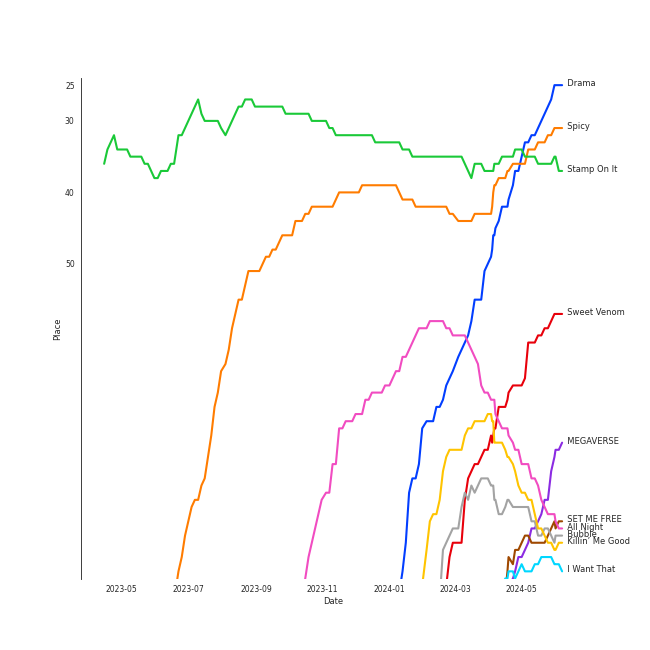 25
Drama
30
Spicy
Stamp On It
40
50
Sweet Venom
Place
MEGAVERSE
SET ME FREE
All Night
Bubble
Killin' Me Good
I Want That
2023-05
2023-07
2023-09
2023-11
2024-01
2024-03
2024-05
Date